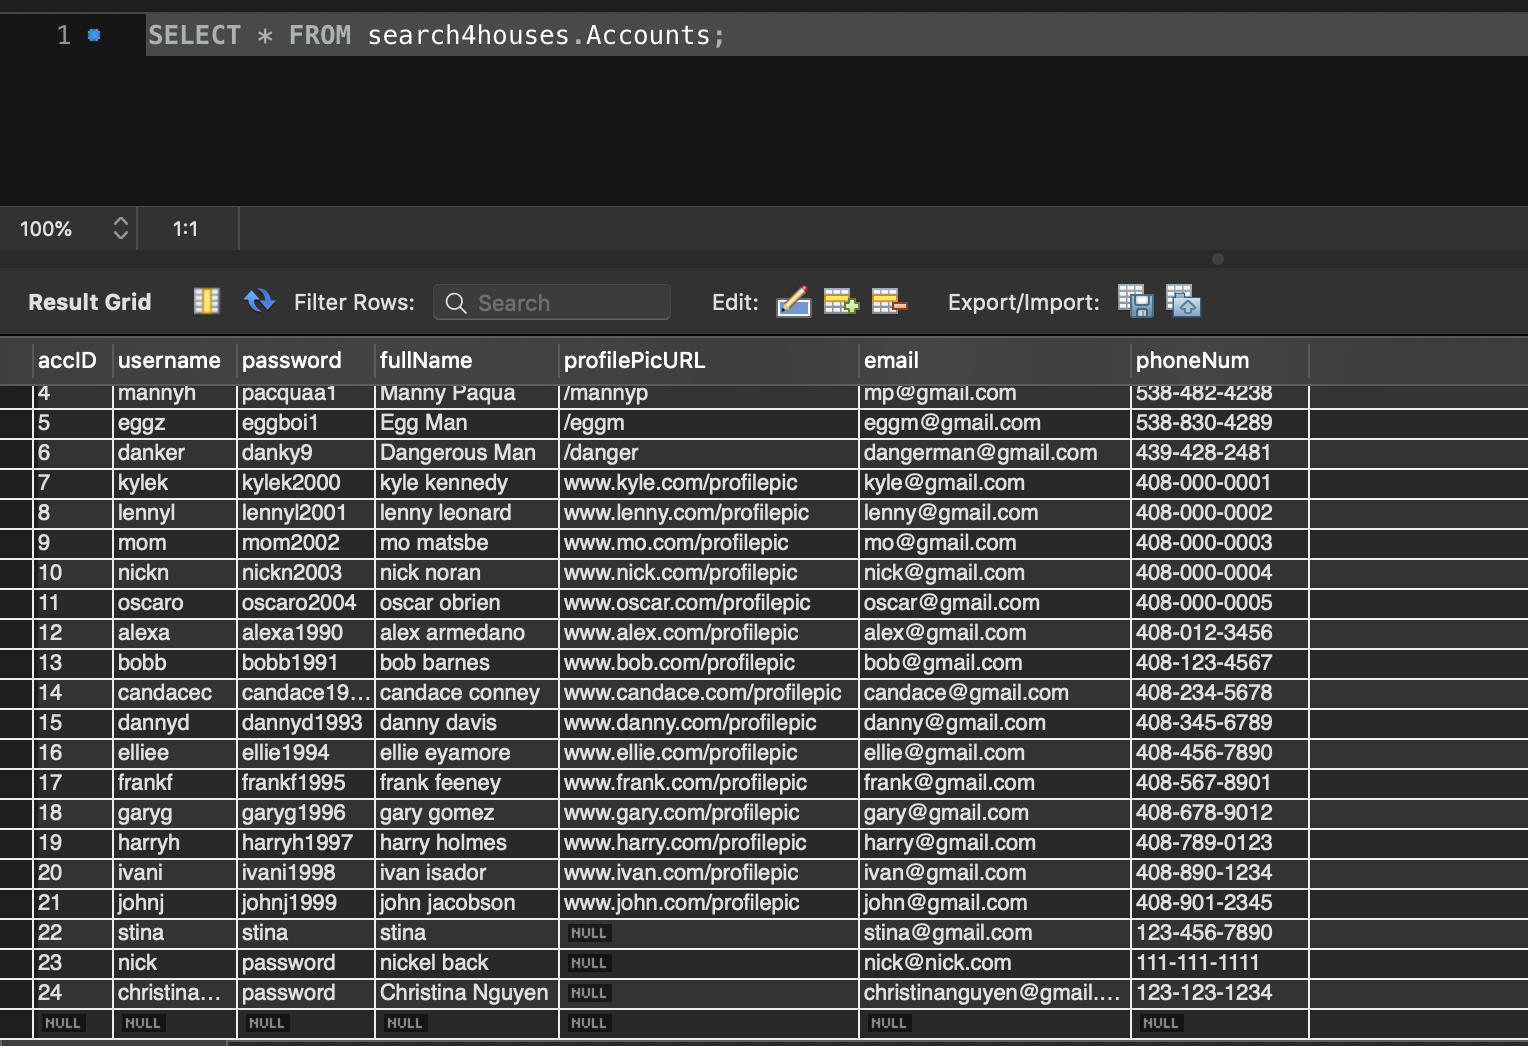 1 SELECT * FROM search4houses.Accounts;
100% 1:1
Result Grid Filter Rows: Search Edit: Export/Import:
accID username password fullName profilePicURL email phoneNum
4 mannyh pacquaa1 Manny Paqua /mannyp mp@gmail.com 538-482-4238
5 eggz eggboi1 Egg Man /eggm eggm@gmail.com 538-830-4289
6 danker danky9 Dangerous Man /danger dangerman@gmail.com 439-428-2481
7 kylek kylek2000 kyle kennedy www.kyle.com/profilepic kyle@gmail.com 408-000-0001
8 lennyl lennyl2001 lenny leonard www.lenny.com/profilepic lenny@gmail.com 408-000-0002
9 mom mom2002 mo matsbe www.mo.com/profilepic mo@gmail.com 408-000-0003
10 nickn nickn2003 nick noran www.nick.com/profilepic nick@gmail.com 408-000-0004
11 oscaro oscaro2004 oscar obrien www.oscar.com/profilepic oscar@gmail.com 408-000-0005
12 alexa alexa1990 alex armedano www.alex.com/profilepic alex@gmail.com 408-012-3456
13 bobb bobb1991 bob barnes www.bob.com/profilepic bob@gmail.com 408-123-4567
14 candacec candace19... candace conney www.candace.com/profilepic candace@gmail.com 408-234-5678
15 dannyd dannyd1993 danny davis www.danny.com/profilepic danny@gmail.com 408-345-6789
16 elliee ellie1994 ellie eyamore www.ellie.com/profilepic ellie@gmail.com 408-456-7890
17 frankf frankf1995 frank feeney www.frank.com/profilepic frank@gmail.com 408-567-8901
18 garyg garyg1996 gary gomez www.gary.com/profilepic gary@gmail.com 408-678-9012
19 harryh harryh1997 harry holmes www.harry.com/profilepic harry@gmail.com 408-789-0123
20 ivani ivani1998 ivan isador www.ivan.com/profilepic ivan@gmail.com 408-890-1234
21 johnj johnj1999 john jacobson www.john.com/profilepic john@gmail.com 408-901-2345
22 stina stina stina NULL stina@gmail.com 123-456-7890
23 nick password nickel back NULL nick@nick.com 111-111-1111
24 christina... password Christina Nguyen NULL christinanguyen@gmail.... 123-123-1234
NULL NULL NULL NULL NULL NULL NULL